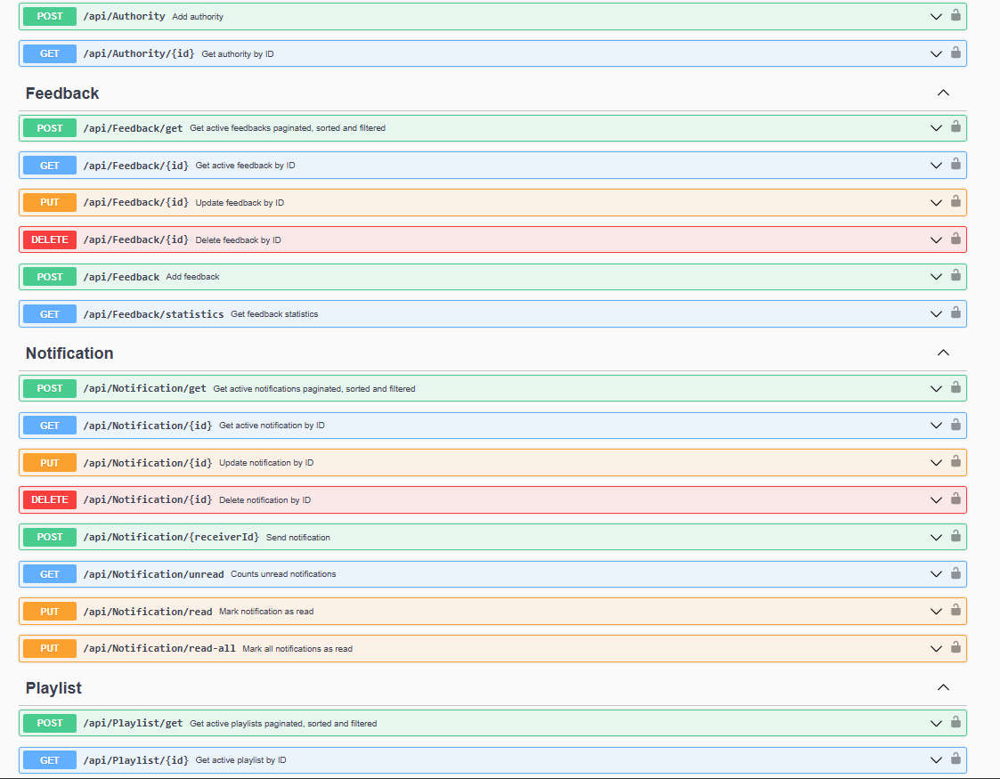 POST /api/Authority Add authority
GET /api/Authority/{id} Get authority by ID
Feedback
POST /api/Feedback/get Get active feedbacks paginated, sorted and filtered
GET /api/Feedback/{id} Get active feedback by ID
PUT /api/Feedback/{id} Update feedback by ID
DELETE /api/Feedback/{id} Delete feedback by ID
POST /api/Feedback Add feedback
GET /api/Feedback/statistics Get feedback statistics
Notification
POST /api/Notification/get Get active notifications paginated, sorted and filtered
GET /api/Notification/{id} Get active notification by ID
PUT /api/Notification/{id} Update notification by ID
DELETE /api/Notification/{id} Delete notification by ID
POST /api/Notification/{receiverId} Send notification
GET /api/Notification/unread Counts unread notifications
PUT /api/Notification/read Mark notification as read
PUT /api/Notification/read-all Mark all notifications as read
Playlist
POST /api/Playlist/get Get active playlists paginated, sorted and filtered
GET /api/Playlist/{id} Get active playlist by ID